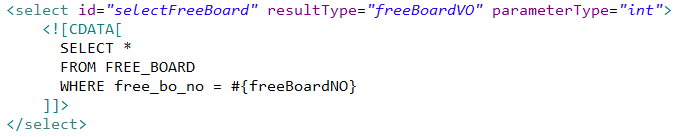 <select id="selectFreeBoard" resultType="freeBoardVO" parameterType="int">
<![CDATA[
SELECT *
FROM FREE_BOARD
WHERE free_bo_no = #{freeBoardNO}
]]>
</select>